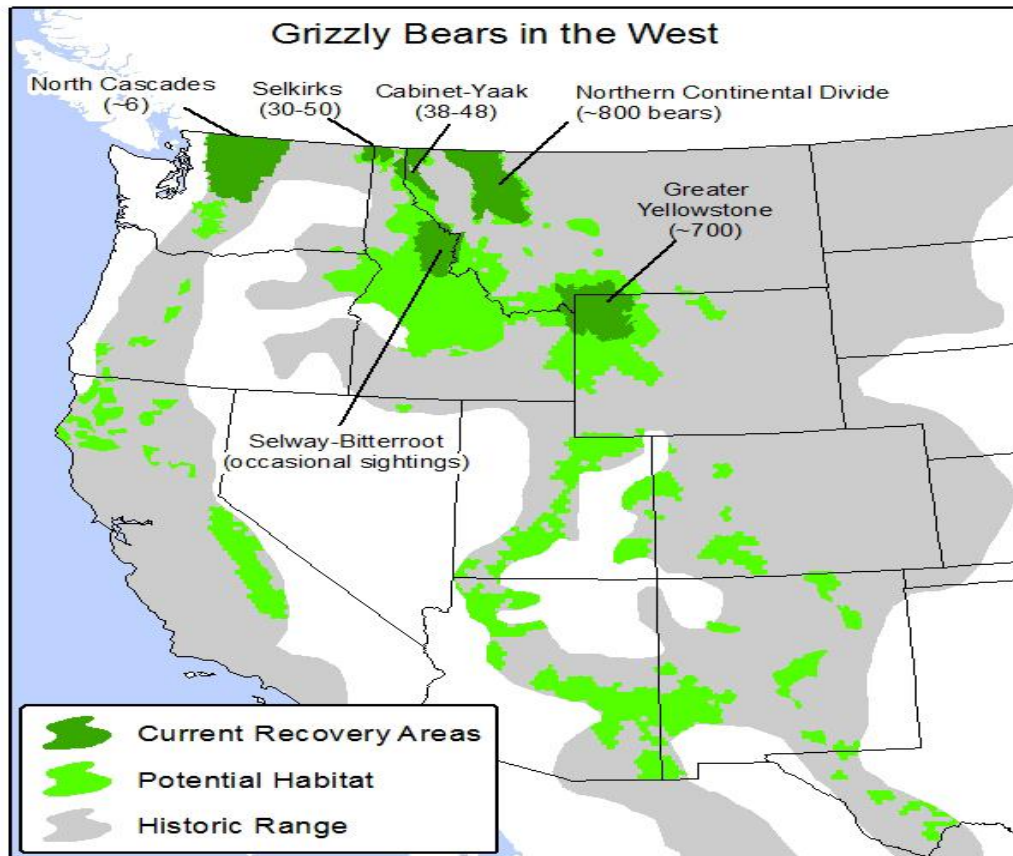 Grizzly Bears in the West
North Cascades
(~6)
Selkirks
(30-50)
Cabinet-Yaak
(38-48)
Northern Continental Divide
(~800 bears)
Greater
Yellowstone
(~700)
Selway-Bitterroot
(occasional sightings)
Current Recovery Areas
Potential Habitat
Historic Range